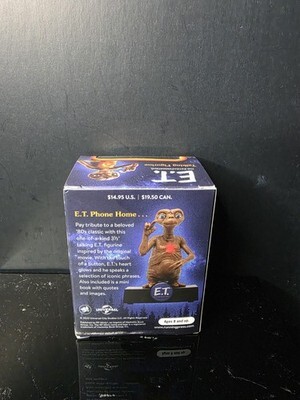 E.T.
Talking Figurine
$14.95 U.S. | $19.50 CAN.
E.T. Phone Home . . .
Pay tribute to a beloved
'80s classic with this
one-of-a-kind 3½"
talking E.T. figurine
inspired by the original
movie. With the push
of a button, E.T.'s heart
glows and he speaks a
selection of iconic phrases.
Also included is a mini
book with quotes
and images.
E.T.
UNIVERSAL
Ages 8 and up